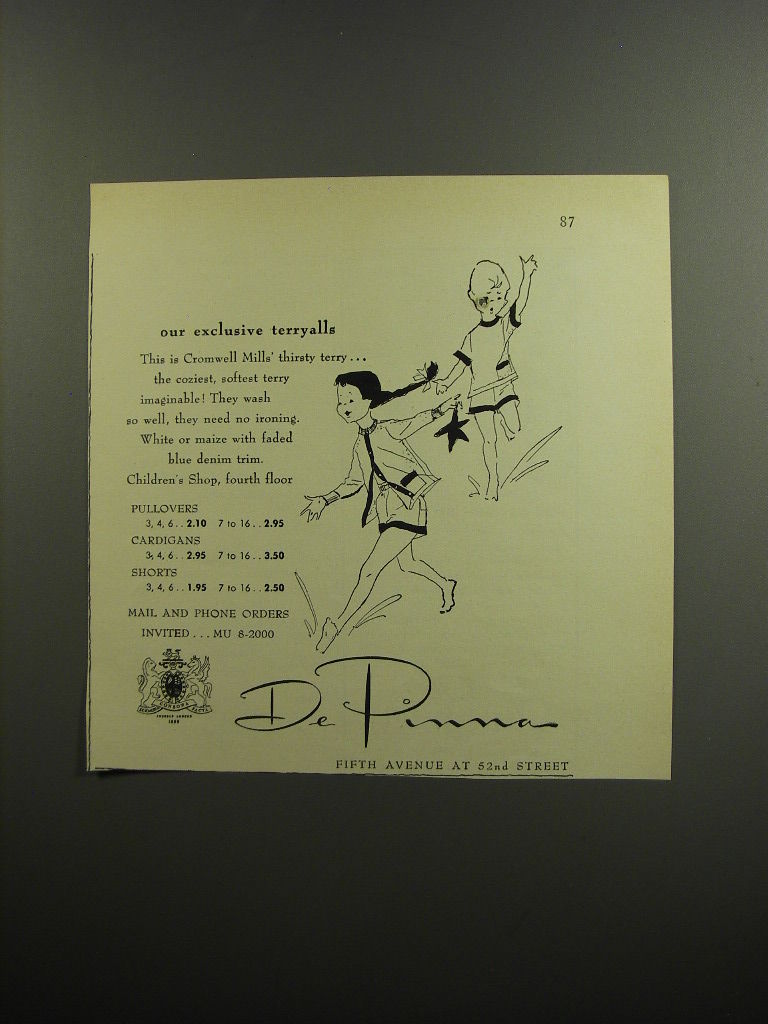 87
our exclusive terryalls
This is Cromwell Mills' thirsty terry...
the coziest, softest terry
imaginable! They wash
so well, they need no ironing.
White or maize with faded
blue denim trim.
Children's Shop, fourth floor
PULLOVERS
3, 4, 6.. 2.10 7 to 16.. 2.95
CARDIGANS
3, 4, 6.. 2.95 7 to 16.. 3.50
SHORTS
3, 4, 6.. 1.95 7 to 16.. 2.50
MAIL AND PHONE ORDERS
INVITED... MU 8-2000
De Pinna
FIFTH AVENUE AT 52nd STREET